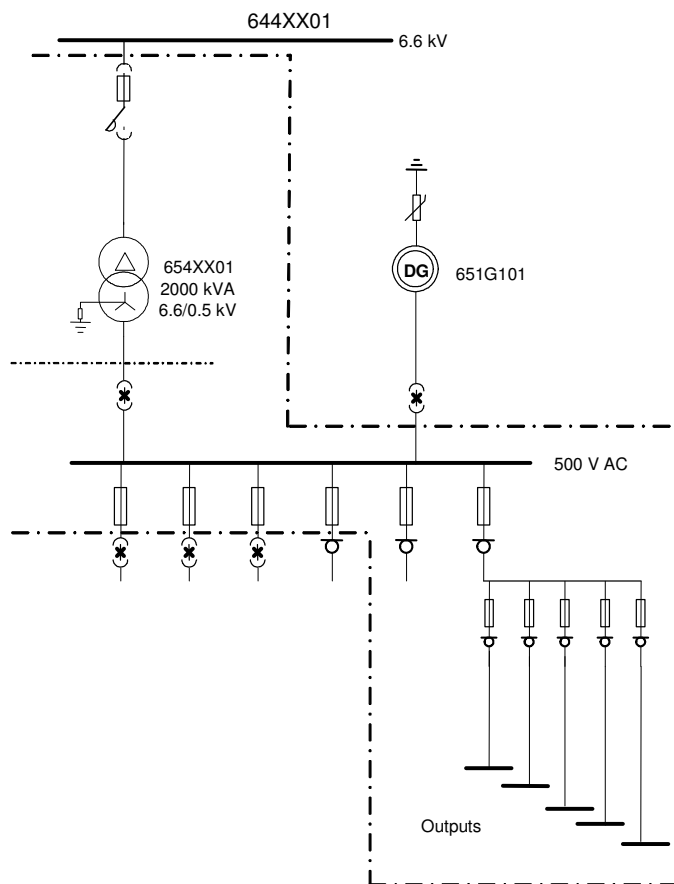 644XX01
6.6 kV
654XX01
2000 kVA
6.6/0.5 kV
DG
651G101
500 V AC
Outputs